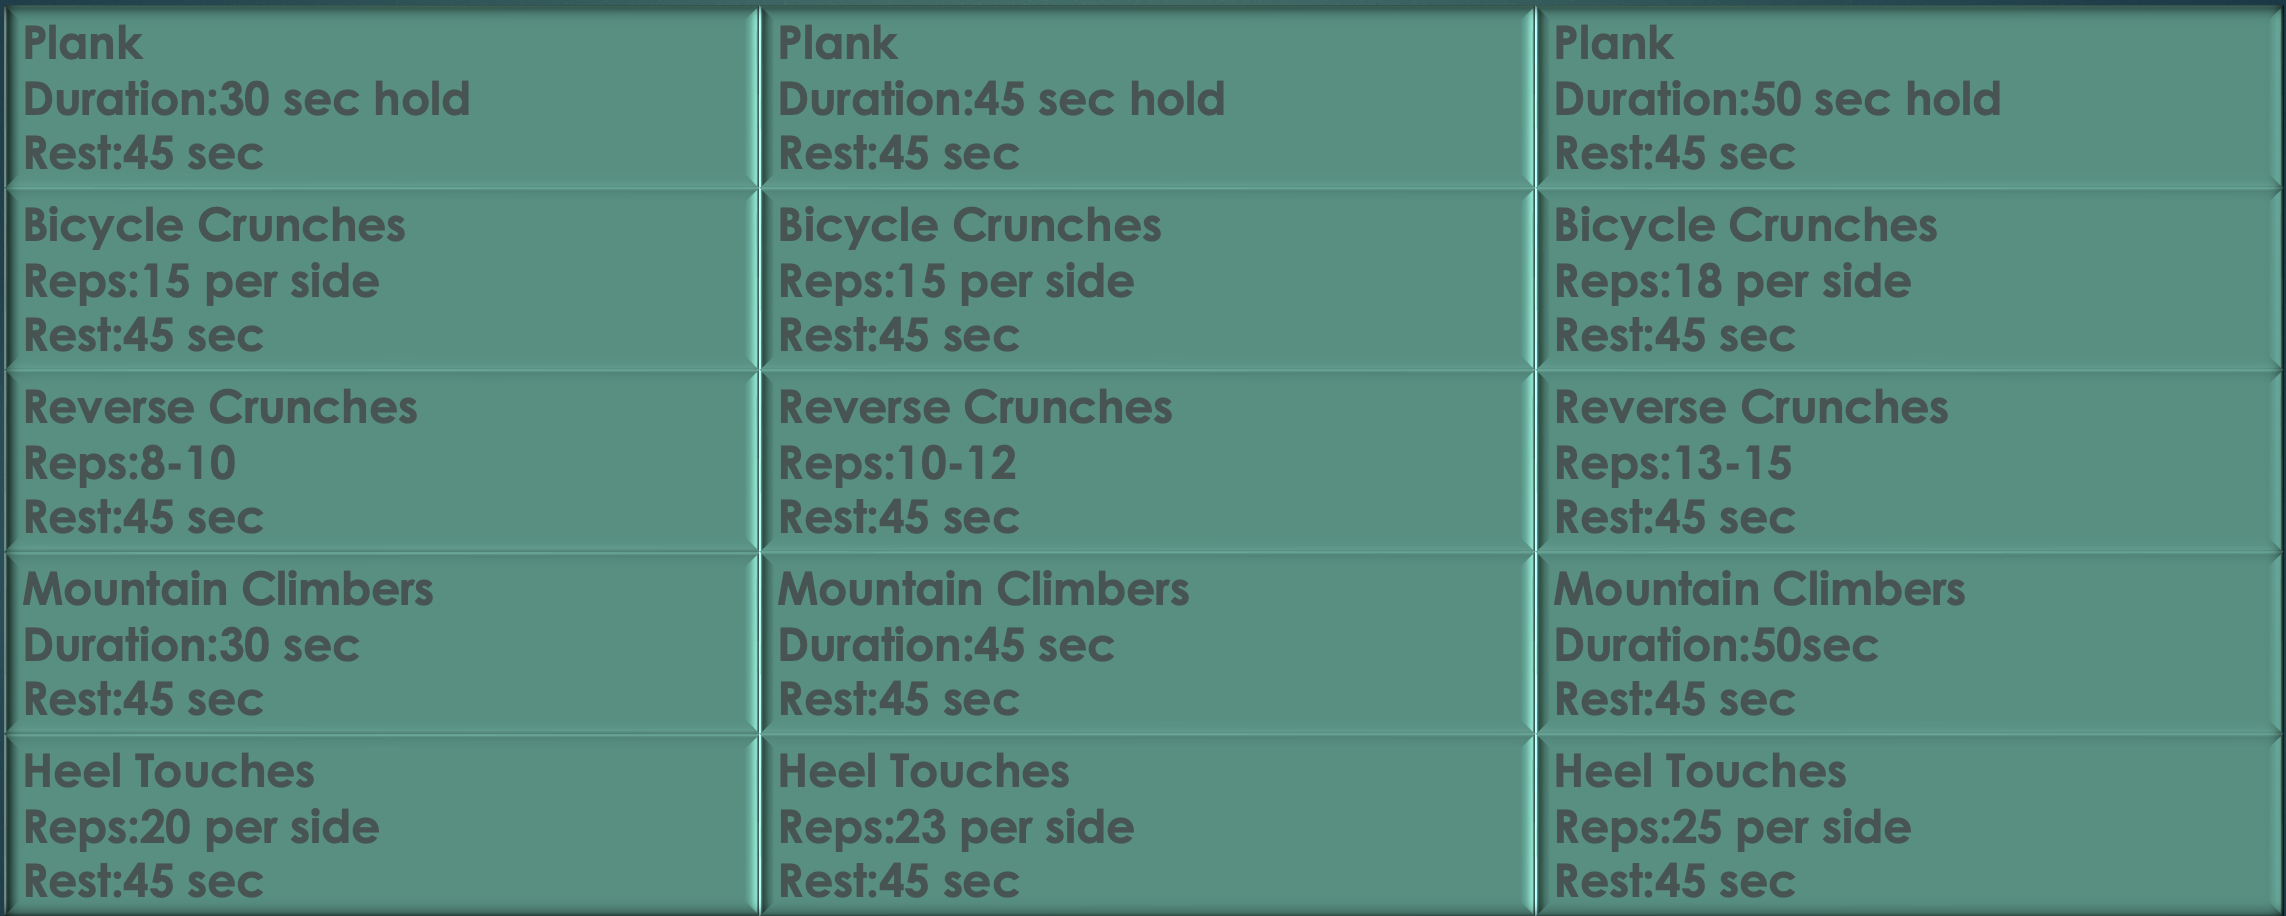 Plank
Duration:30 sec hold
Rest:45 sec
Plank
Duration:45 sec hold
Rest:45 sec
Plank
Duration:50 sec hold
Rest:45 sec
Bicycle Crunches
Reps:15 per side
Rest:45 sec
Bicycle Crunches
Reps:15 per side
Rest:45 sec
Bicycle Crunches
Reps:18 per side
Rest:45 sec
Reverse Crunches
Reps:8-10
Rest:45 sec
Reverse Crunches
Reps:10-12
Rest:45 sec
Reverse Crunches
Reps:13-15
Rest:45 sec
Mountain Climbers
Duration:30 sec
Rest:45 sec
Mountain Climbers
Duration:45 sec
Rest:45 sec
Mountain Climbers
Duration:50sec
Rest:45 sec
Heel Touches
Reps:20 per side
Rest:45 sec
Heel Touches
Reps:23 per side
Rest:45 sec
Heel Touches
Reps:25 per side
Rest:45 sec